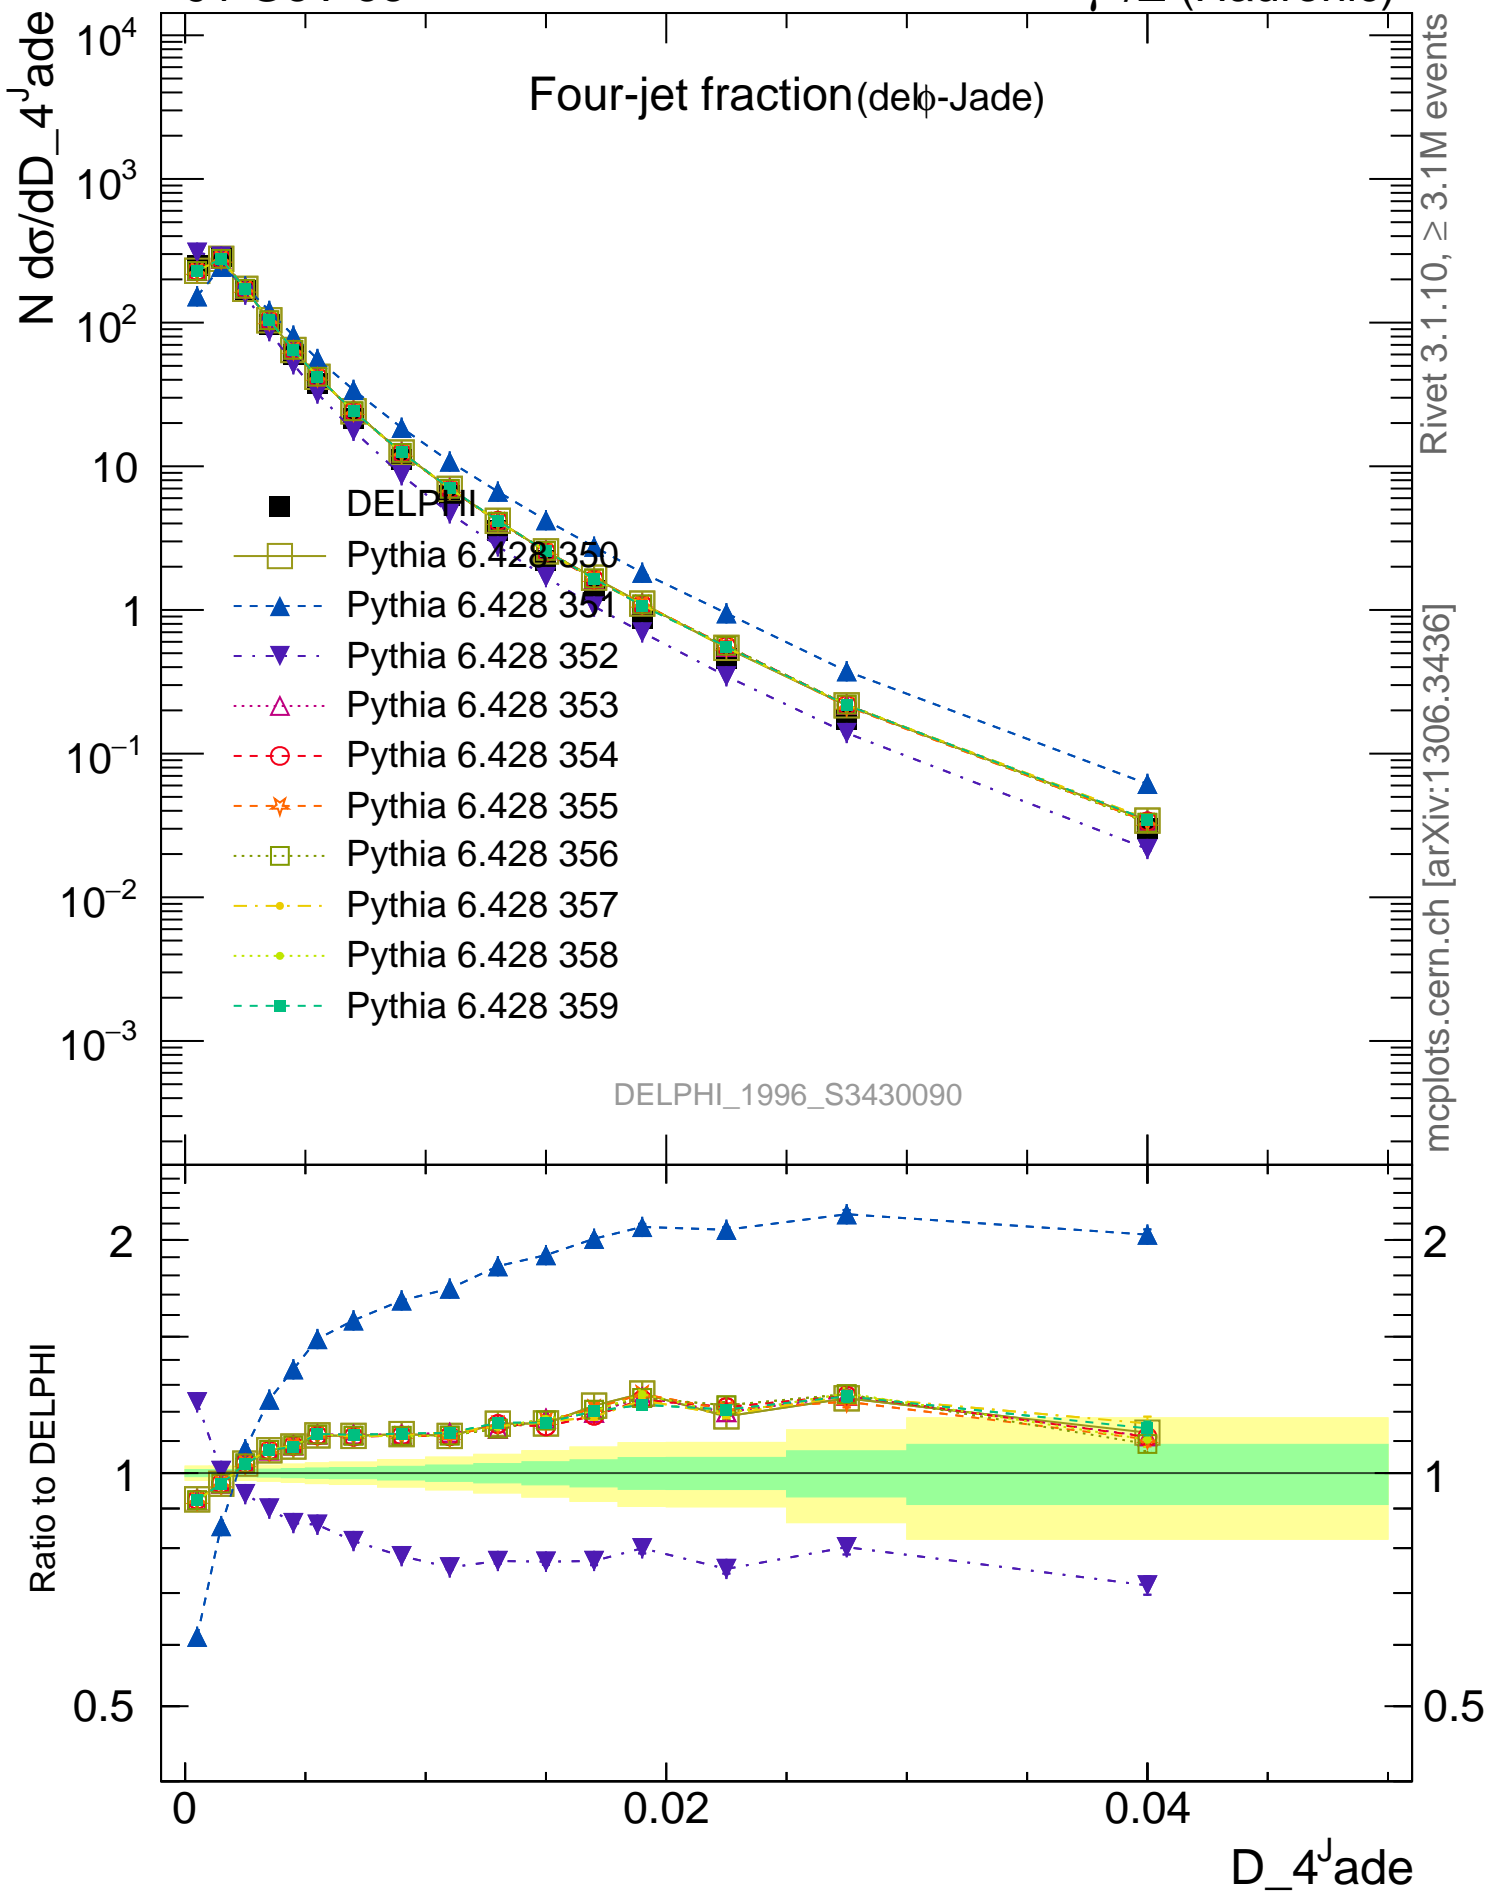 Four-jet fraction(delϕ-Jade)
N dσ/dD_4^Jade
10^4
10^3
10^2
10
1
10^−1
10^−2
10^−3
DELPHI
Pythia 6.428 350
Pythia 6.428 351
Pythia 6.428 352
Pythia 6.428 353
Pythia 6.428 354
Pythia 6.428 355
Pythia 6.428 356
Pythia 6.428 357
Pythia 6.428 358
Pythia 6.428 359
DELPHI_1996_S3430090
Rivet 3.1.10, ≥ 3.1M events
mcplots.cern.ch [arXiv:1306.3436]
Ratio to DELPHI
2
1
0.5
2
1
0.5
0
0.02
0.04
D_4^Jade